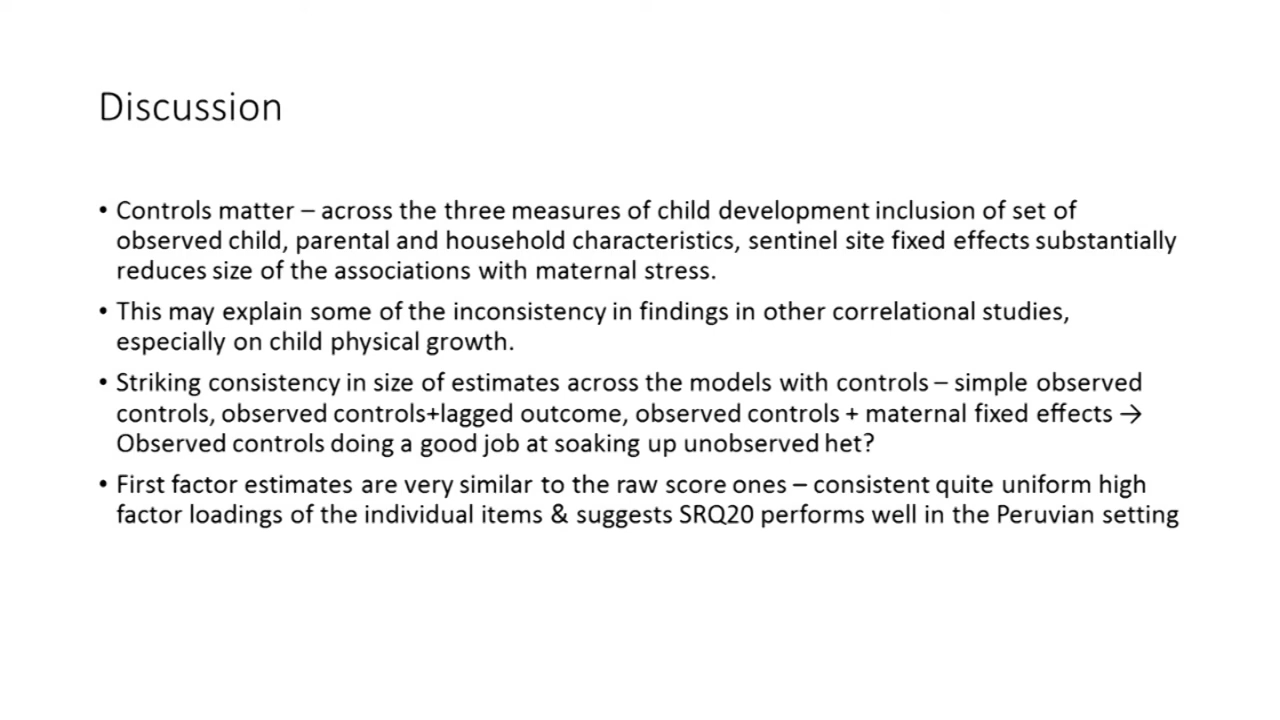 Discussion
• Controls matter – across the three measures of child development inclusion of set of
observed child, parental and household characteristics, sentinel site fixed effects substantially
reduces size of the associations with maternal stress.
• This may explain some of the inconsistency in findings in other correlational studies,
especially on child physical growth.
• Striking consistency in size of estimates across the models with controls – simple observed
controls, observed controls+lagged outcome, observed controls + maternal fixed effects →
Observed controls doing a good job at soaking up unobserved het?
• First factor estimates are very similar to the raw score ones – consistent quite uniform high
factor loadings of the individual items & suggests SRQ20 performs well in the Peruvian setting